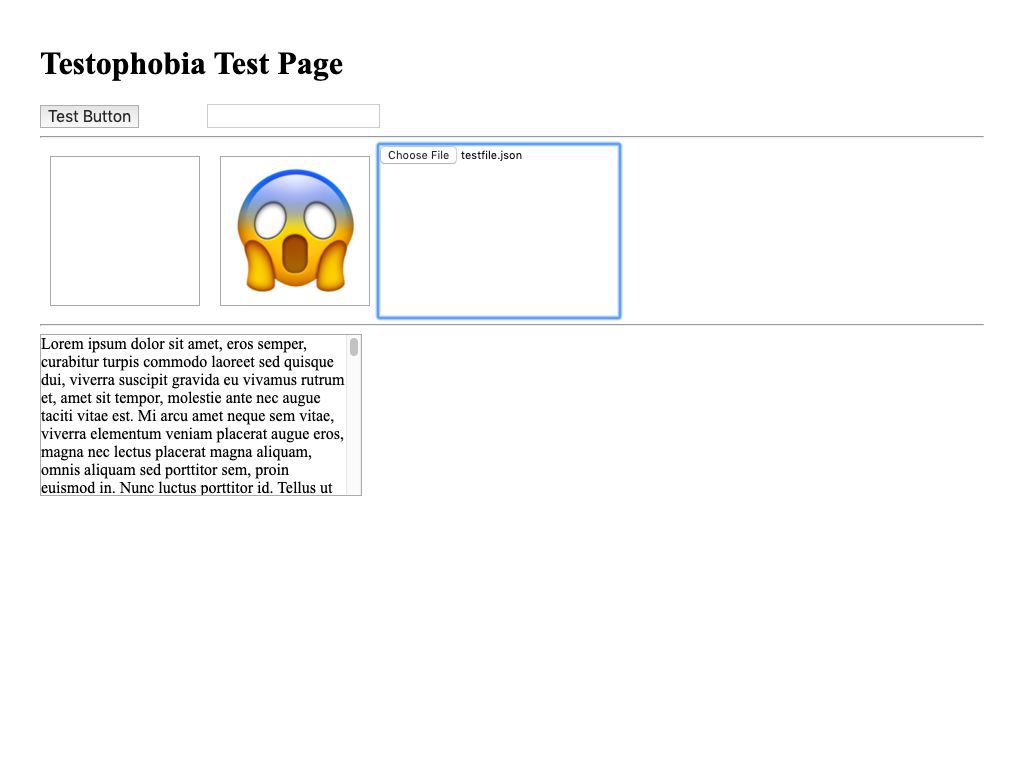 Testophobia Test Page
Test Button
Choose File testfile.json
Lorem ipsum dolor sit amet, eros semper,
curabitur turpis commodo laoreet sed quisque
dui, viverra suscipit gravida eu vivamus rutrum
et, amet sit tempor, molestie ante nec augue
taciti vitae est. Mi arcu amet neque sem vitae,
viverra elementum veniam placerat augue eros,
magna nec lectus placerat magna aliquam,
omnis aliquam sed porttitor sem, proin
euismod in. Nunc luctus porttitor id. Tellus ut